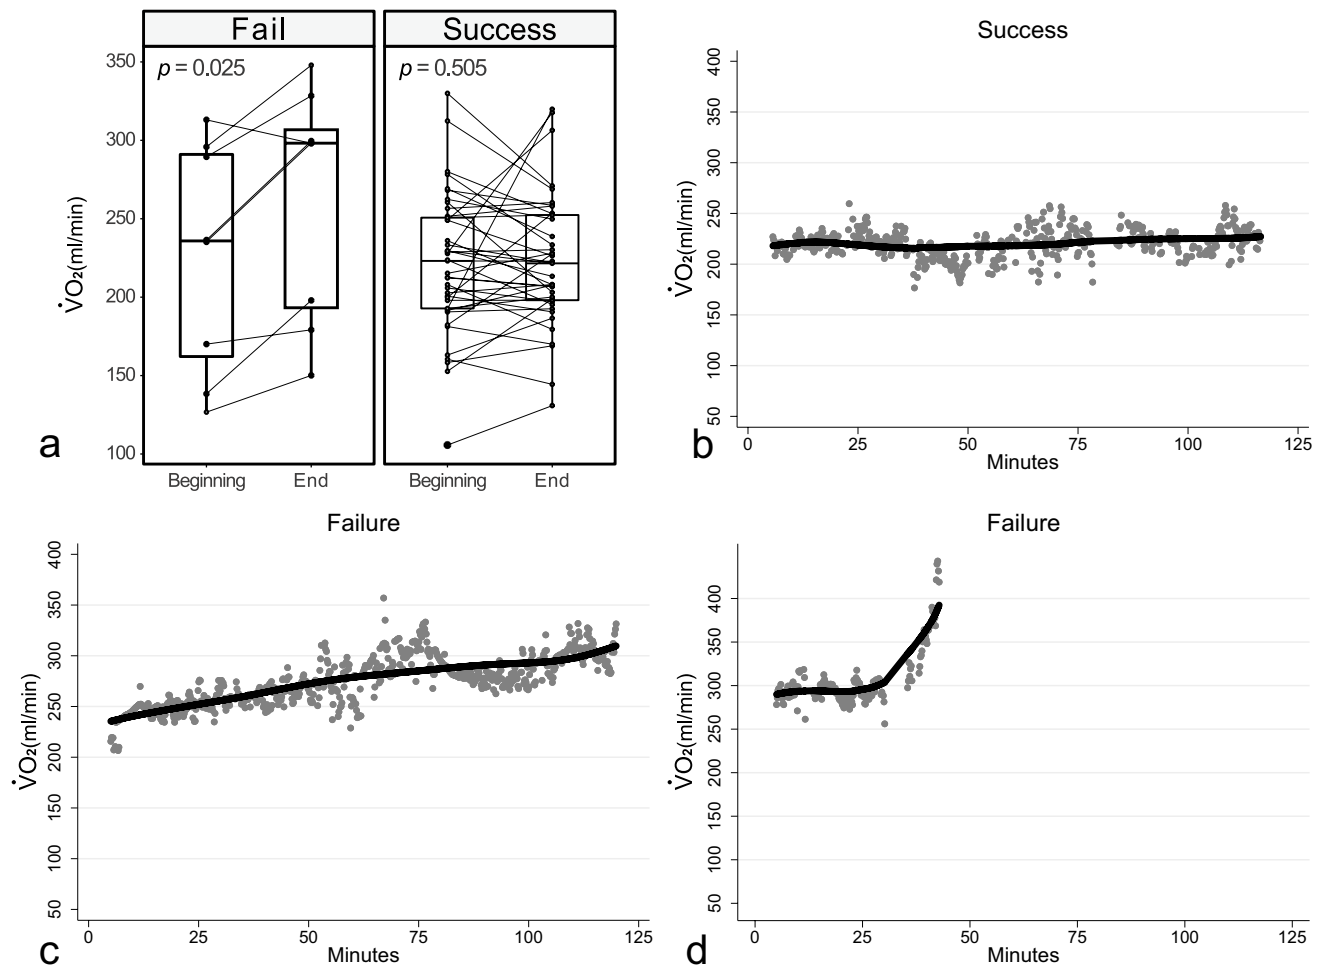 Fail Success
p = 0.025 p = 0.505
350
300
250
200
150
100
V̇O₂(ml/min)
Beginning End Beginning End
a
Success
400
350
300
250
200
150
100
50
V̇O₂(ml/min)
0 25 50 75 100 125
Minutes
b
Failure
400
350
300
250
200
150
100
50
V̇O₂(ml/min)
0 25 50 75 100 125
Minutes
c
Failure
400
350
300
250
200
150
100
50
V̇O₂(ml/min)
0 25 50 75 100 125
Minutes
d